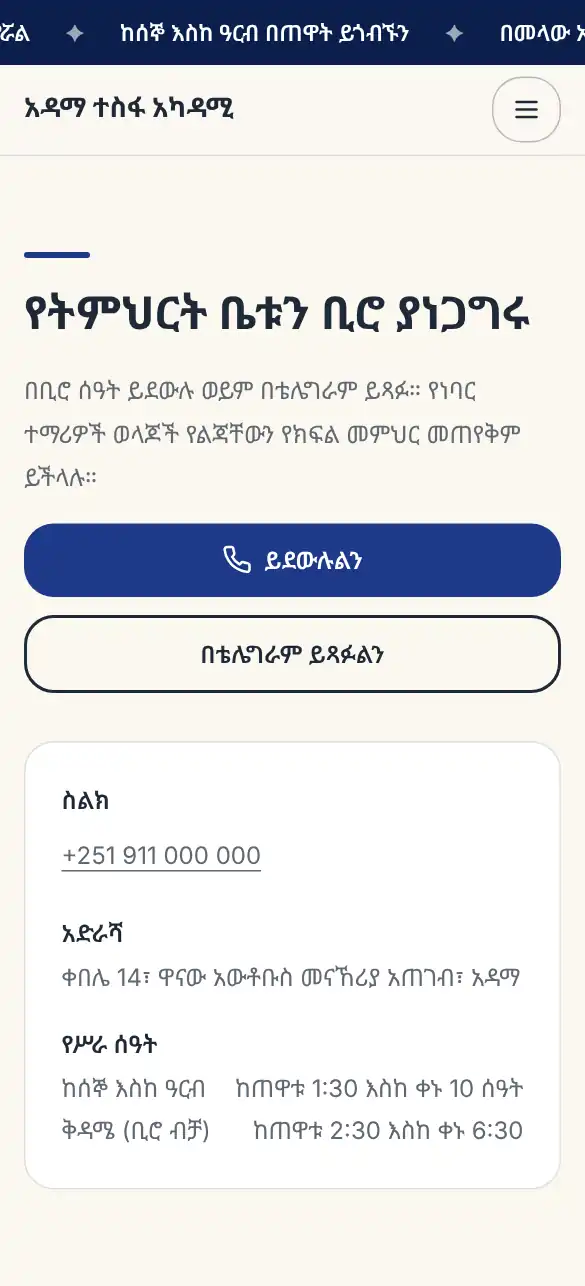 ከሰኞ እስከ ዓርብ በጠዋት ይጎብኙን
በመላው
አዳማ ተስፋ አካዳሚ
የትምህርት ቤቱን ቢሮ ያነጋግሩ
በቢሮ ሰዓት ይደውሉ ወይም በቴሌግራም ይጻፉ። የነባር
ተማሪዎች ወላጆች የልጃቸውን የክፍል መምህር መጠየቅም
ይችላሉ።
ይደውሉልን
በቴሌግራም ይጻፉልን
ስልክ
+251 911 000 000
አድራሻ
ቀበሌ 14፣ ዋናው አውቶቡስ መናኸሪያ አጠገብ፣ አዳማ
የሥራ ሰዓት
ከሰኞ እስከ ዓርብ ከጠዋቱ 1:30 እስከ ቀኑ 10 ሰዓት
ቅዳሜ (ቢሮ ብቻ) ከጠዋቱ 2:30 እስከ ቀኑ 6:30